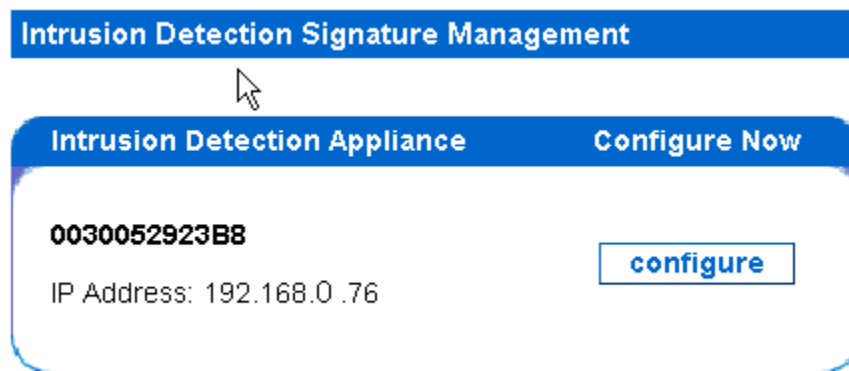 Intrusion Detection Signature Management
Intrusion Detection Appliance Configure Now
0030052923B8
configure
IP Address: 192.168.0 .76